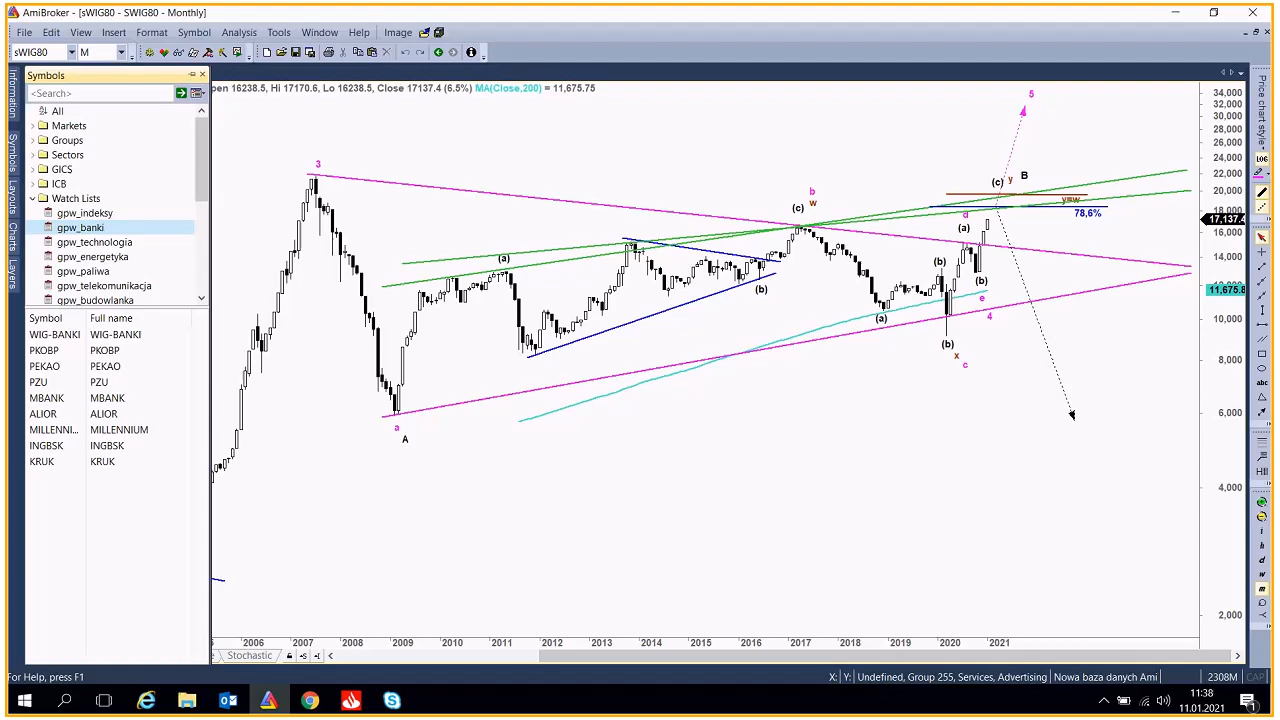 AmiBroker - [sWIG80 - SWIG80 - Monthly]
File Edit View Insert Format Symbol Analysis Tools Window Help Image
sWIG80 M
Symbols
<Search>
All
Markets
Groups
Sectors
GICS
ICB
Watch Lists
gpw_indeksy
gpw_banki
gpw_technologia
gpw_energetyka
gpw_paliwa
gpw_telekomunikacja
gpw_budowlanka
Symbol Full name
WIG-BANKI WIG-BANKI
PKOBP PKOBP
PEKAO PEKAO
PZU PZU
MBANK MBANK
ALIOR ALIOR
MILLENNI... MILLENNIUM
INGBSK INGBSK
KRUK KRUK
Information
Symbols
Layouts
Charts
Layers
pen 16238.5, Hi 17170.6, Lo 16238.5, Close 17137.4 (6.5%) MA(Close,200) = 11,675.75
5
3
b
w
(c)
(c) y B
y=w
78,6%
d
(a)
(a)
(b)
(b)
(b)
e
4
(a)
(b)
x
c
a
A
34,000
30,000
28,000
26,000
24,000
22,000
20,000
17,137.4
16,000
14,000
11,675.8
10,000
8,000
6,000
4,000
2,000
2006 2007 2008 2009 2010 2011 2012 2013 2014 2015 2016 2017 2018 2019 2020 2021
Stochastic
Price chart style
LOG
abc
HIII
i
h
d
w
m
For Help, press F1
X: Y: Undefined, Group 255, Services, Advertising Nowa baza danych Ami 2308M CAP
11:38
11.01.2021
1